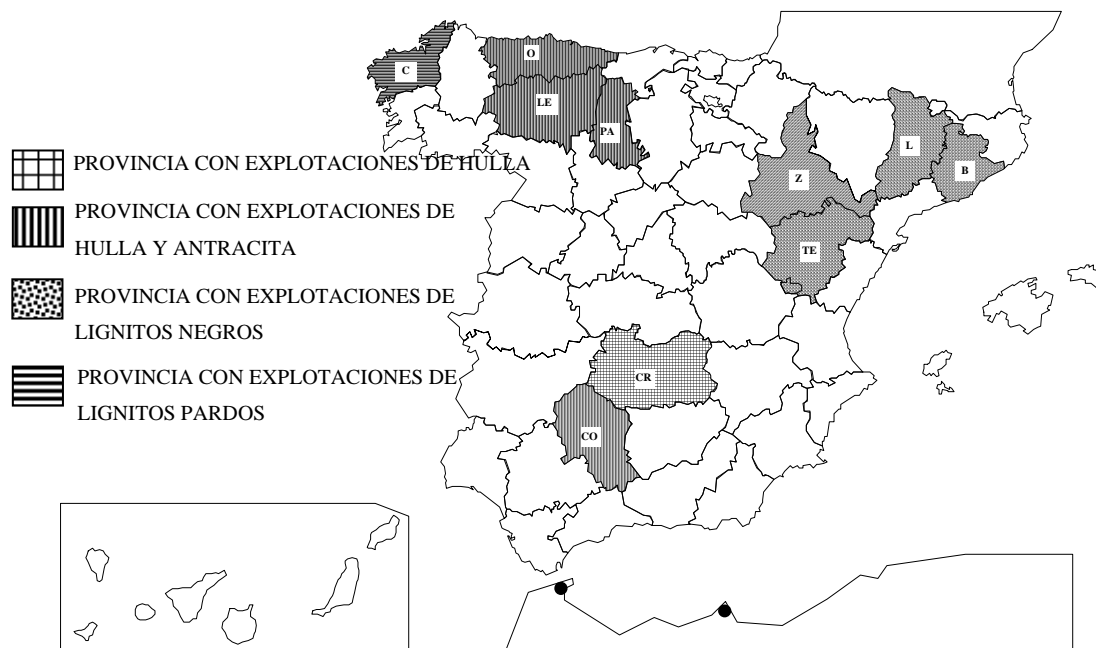 C
O
LE
PA
L
B
Z
TE
CR
CO
PROVINCIA CON EXPLOTACIONES DE HULLA
PROVINCIA CON EXPLOTACIONES DE
HULLA Y ANTRACITA
PROVINCIA CON EXPLOTACIONES DE
LIGNITOS NEGROS
PROVINCIA CON EXPLOTACIONES DE
LIGNITOS PARDOS